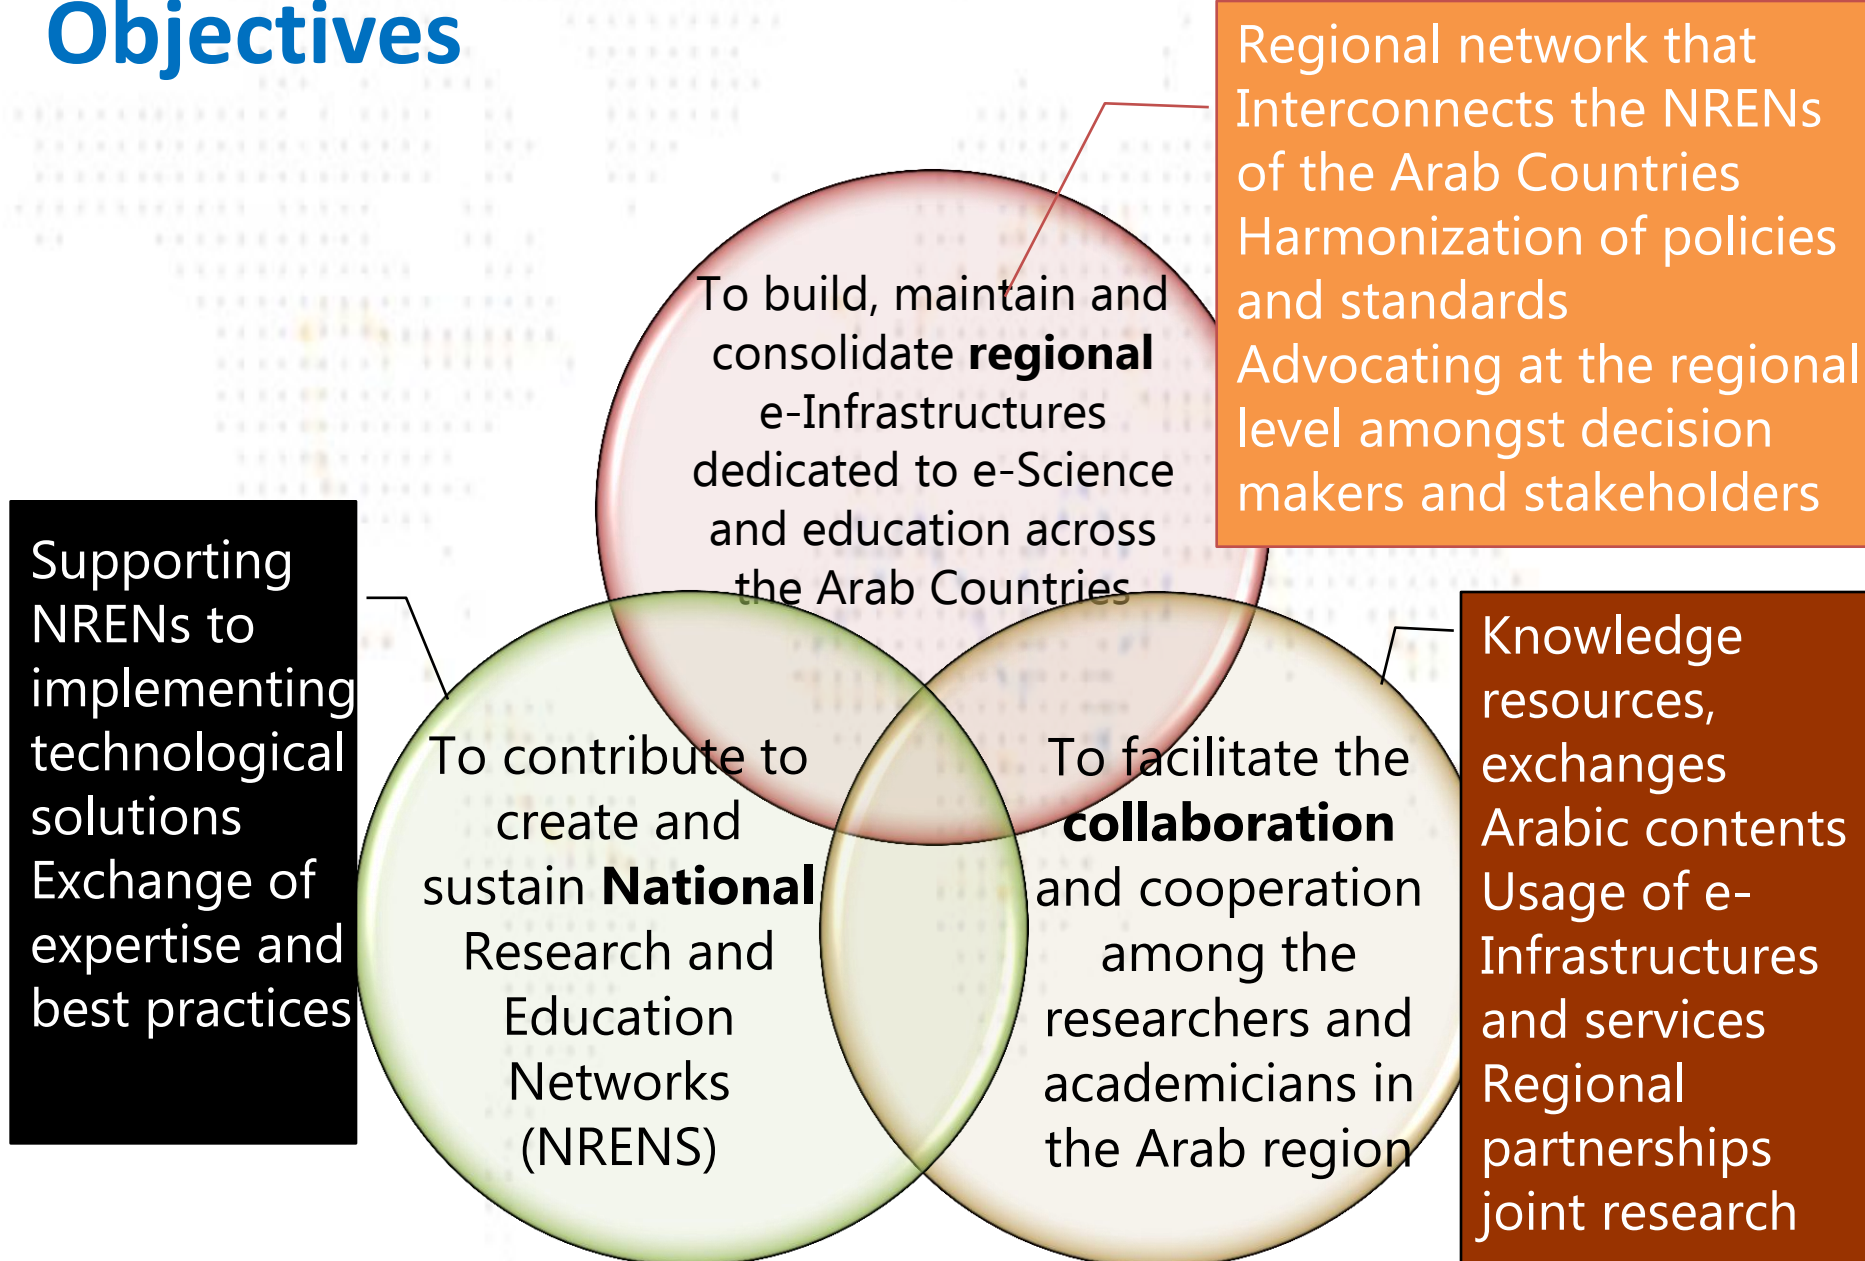 Objectives
Regional network that
Interconnects the NRENs
of the Arab Countries
Harmonization of policies
and standards
Advocating at the regional
level amongst decision
makers and stakeholders
To build, maintain and
consolidate regional
e-Infrastructures
dedicated to e-Science
and education across
the Arab Countries
Supporting
NRENs to
implementing
technological
solutions
Exchange of
expertise and
best practices
To contribute to
create and
sustain National
Research and
Education
Networks
(NRENS)
To facilitate the
collaboration
and cooperation
among the
researchers and
academicians in
the Arab region
Knowledge
resources,
exchanges
Arabic contents
Usage of e-
Infrastructures
and services
Regional
partnerships
joint research